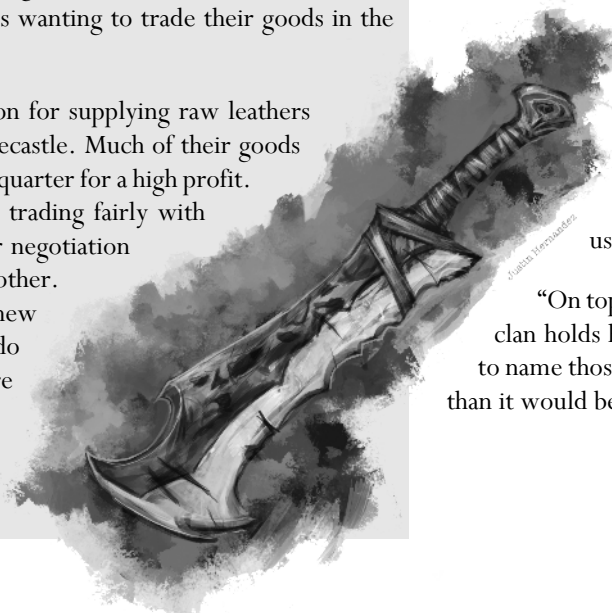 s wanting to trade their goods in the
on for supplying raw leathers
ecastle. Much of their goods
quarter for a high profit.
trading fairly with
r negotiation
other.
new
do
re
Justin Hernandez
us
“On top
clan holds
to name thos
than it would be